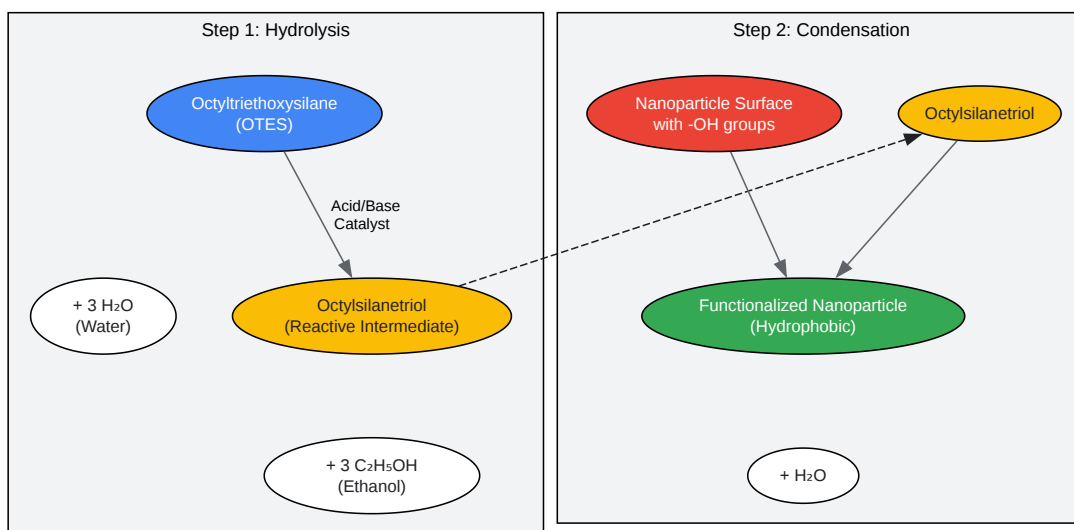 Step 1: Hydrolysis
Octyltriethoxysilane
(OTES)
Acid/Base
Catalyst
+ 3 H₂O
(Water)
Octylsilanetriol
(Reactive Intermediate)
+ 3 C₂H₅OH
(Ethanol)
Step 2: Condensation
Nanoparticle Surface
with -OH groups
Octylsilanetriol
Functionalized Nanoparticle
(Hydrophobic)
+ H₂O